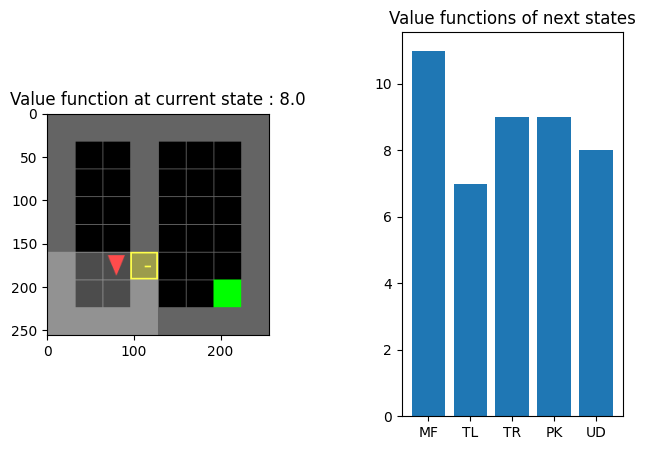 Value functions of next states
Value function at current state : 8.0
0
50
100
150
200
250
0
100
200
10
8
6
4
2
0
MF
TL
TR
PK
UD